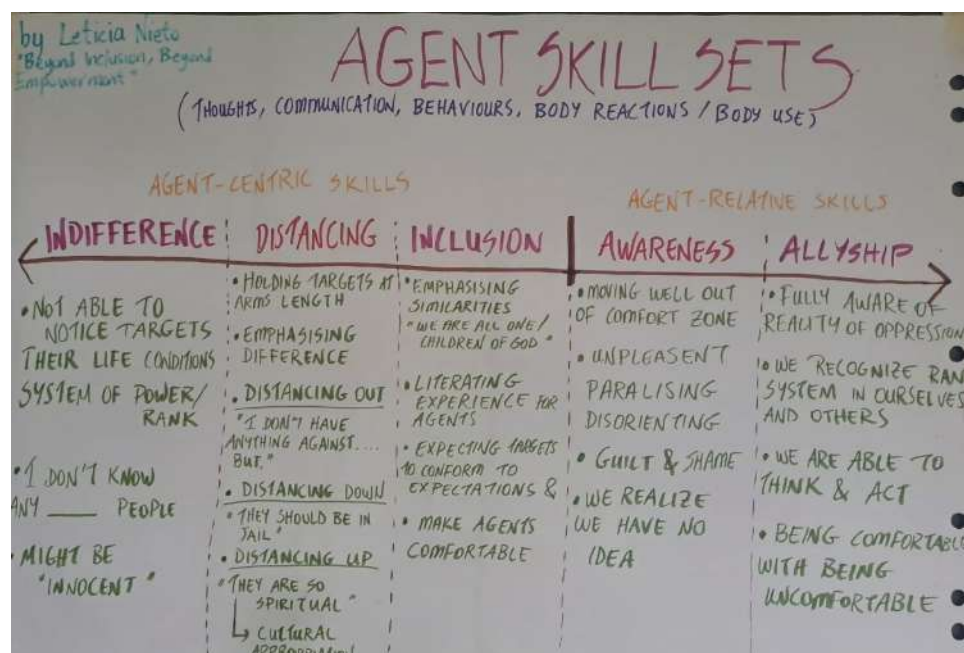 by Leticia Nieto
"Beyond Inclusion, Beyond
Empowerment"
AGENT SKILL SETS
(THOUGHTS, COMMUNICATION, BEHAVIOURS, BODY REACTIONS / BODY USE)
AGENT-CENTRIC SKILLS
AGENT-RELATIVE SKILLS
INDIFFERENCE
• NOT ABLE TO
NOTICE TARGETS
THEIR LIFE CONDITIONS
SYSTEM OF POWER/
RANK
• I DON'T KNOW
ANY ____ PEOPLE
• MIGHT BE
"INNOCENT"
DISTANCING
• HOLDING TARGETS AT
ARMS LENGTH
• EMPHASISING
DIFFERENCE
• DISTANCING OUT
"I DON'T HAVE
ANYTHING AGAINST....
BUT."
• DISTANCING DOWN
"THEY SHOULD BE IN
JAIL"
• DISTANCING UP
"THEY ARE SO
SPIRITUAL"
↳ CULTURAL
INCLUSION
• EMPHASISING
SIMILARITIES
"WE ARE ALL ONE/
CHILDREN OF GOD"
• LITERATING
EXPERIENCE FOR
AGENTS
• EXPECTING TARGETS
TO CONFORM TO
EXPECTATIONS &
• MAKE AGENTS
COMFORTABLE
AWARENESS
• MOVING WELL OUT
OF COMFORT ZONE
• UNPLEASENT
PARALISING
DISORIENTING
• GUILT & SHAME
• WE REALIZE
WE HAVE NO
IDEA
ALLYSHIP
• FULLY AWARE OF
REALITY OF OPPRESSION
• WE RECOGNIZE RAN
SYSTEM IN OURSELVES
AND OTHERS
• WE ARE ABLE TO
THINK & ACT
• BEING COMFORTABLE
WITH BEING
UNCOMFORTABLE